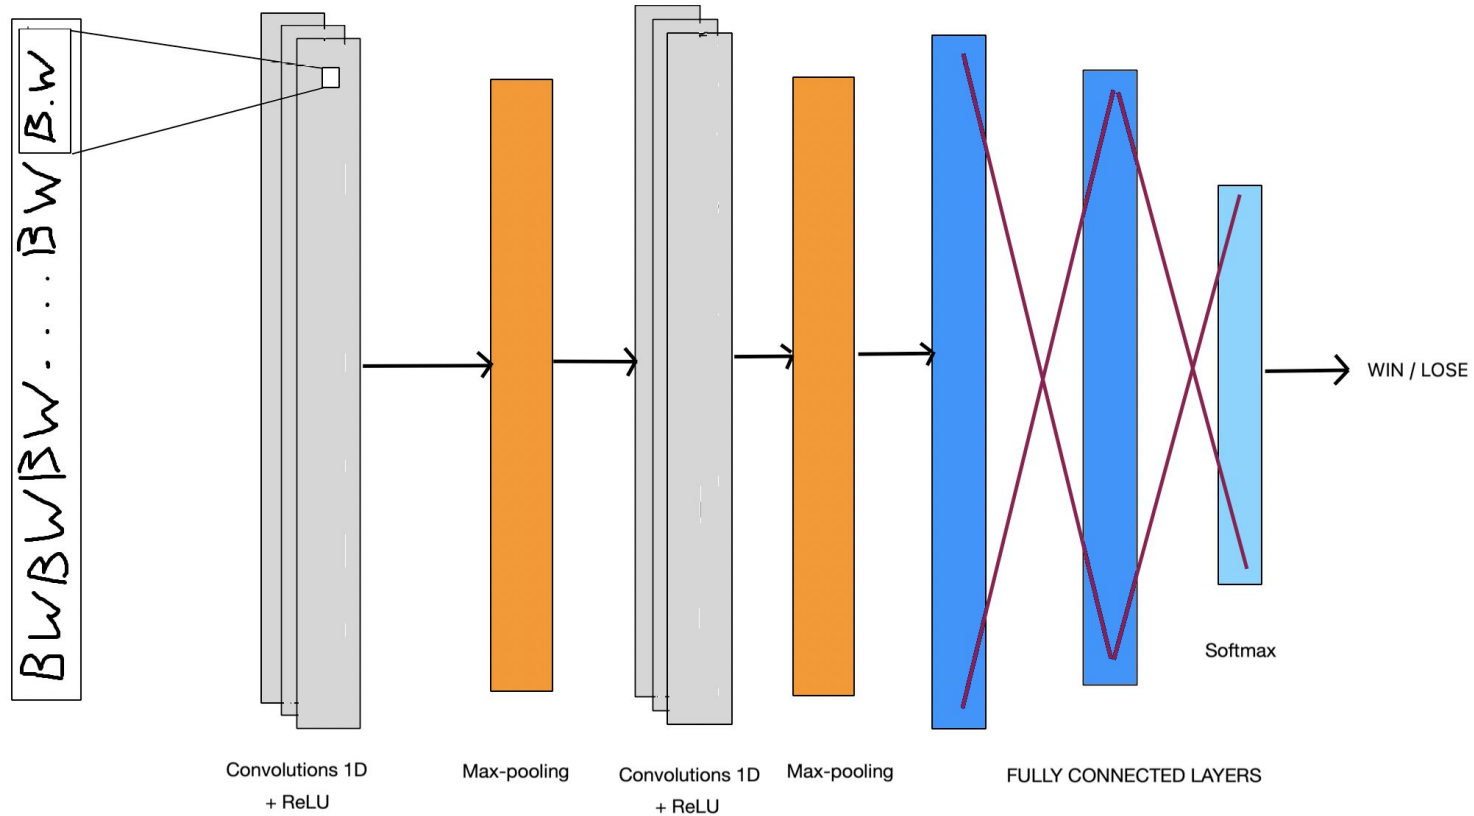 BWBWBW....BWB.W
Convolutions 1D
+ ReLU
Max-pooling
Convolutions 1D
+ ReLU
Max-pooling
FULLY CONNECTED LAYERS
Softmax
WIN / LOSE